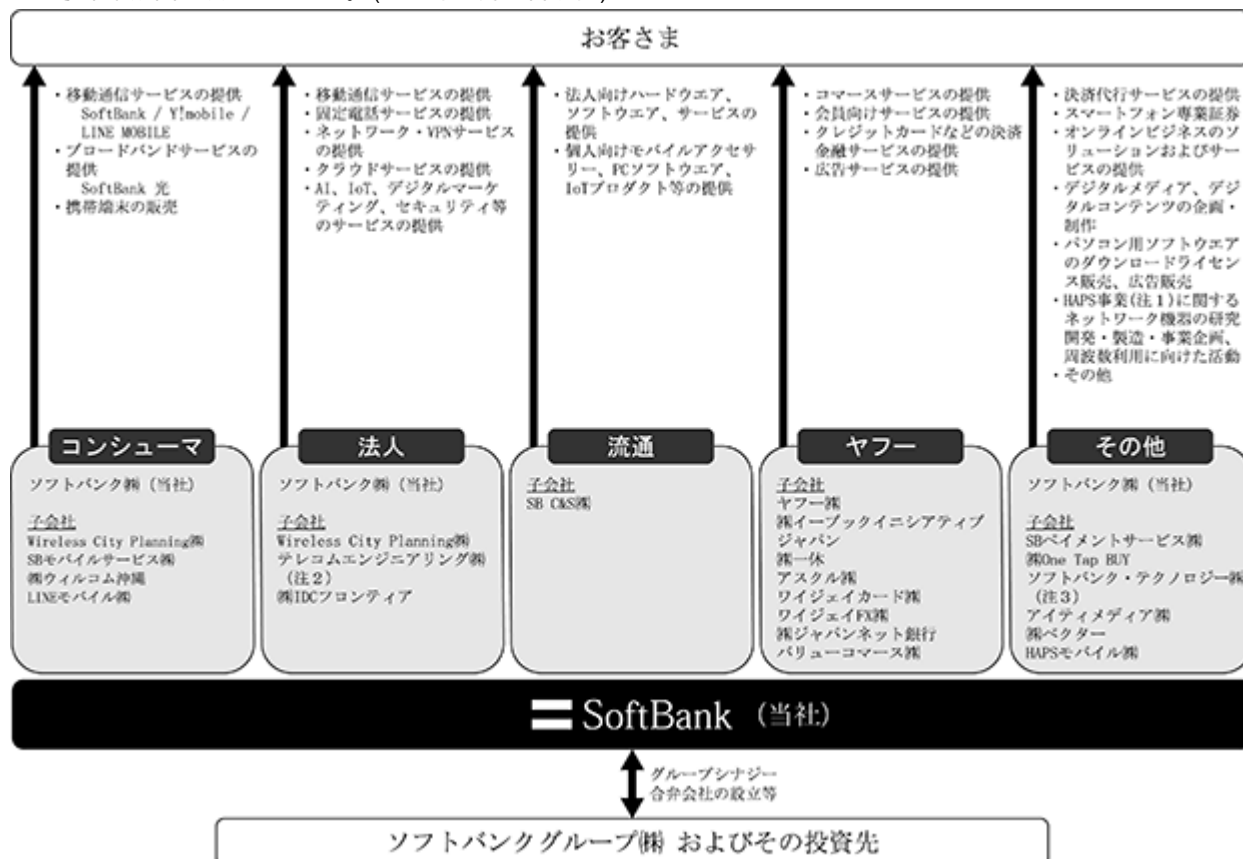 お客さま
・移動通信サービスの提供
SoftBank / Y!mobile /
LINE MOBILE
・ブロードバンドサービスの
提供
SoftBank 光
・携帯端末の販売
・移動通信サービスの提供
・固定電話サービスの提供
・ネットワーク・VPNサービス
の提供
・クラウドサービスの提供
・AI、IoT、デジタルマーケ
ティング、セキュリティ等
のサービスの提供
・法人向けハードウエア、
ソフトウエア、サービスの
提供
・個人向けモバイルアクセサ
リー、PCソフトウエア、
IoTプロダクト等の提供
・コマースサービスの提供
・会員向けサービスの提供
・クレジットカードなどの決済
金融サービスの提供
・広告サービスの提供
・決済代行サービスの提供
・スマートフォン専業証券
・オンラインビジネスのソ
リューションおよびサー
ビスの提供
・デジタルメディア、デジ
タルコンテンツの企画・
制作
・パソコン用ソフトウエア
のダウンロードライセン
ス販売、広告販売
・HAPS事業(注1)に関する
ネットワーク機器の研究
開発・製造・事業企画、
周波数利用に向けた活動
・その他
コンシューマ
ソフトバンク㈱ (当社)
子会社
Wireless City Planning㈱
SBモバイルサービス㈱
㈱ウィルコム沖縄
LINEモバイル㈱
法人
ソフトバンク㈱ (当社)
子会社
Wireless City Planning㈱
テレコムエンジニアリング㈱
(注2)
㈱IDCフロンティア
流通
子会社
SB C&S㈱
ヤフー
子会社
ヤフー㈱
㈱イーブックイニシアティブ
ジャパン
㈱一休
アスクル㈱
ワイジェイカード㈱
ワイジェイFX㈱
㈱ジャパンネット銀行
バリューコマース㈱
その他
ソフトバンク㈱ (当社)
子会社
SBペイメントサービス㈱
㈱One Tap BUY
ソフトバンク・テクノロジー㈱
(注3)
アイティメディア㈱
㈱ベクター
HAPSモバイル㈱
SoftBank (当社)
グループシナジー
合弁会社の設立等
ソフトバンクグループ㈱ およびその投資先